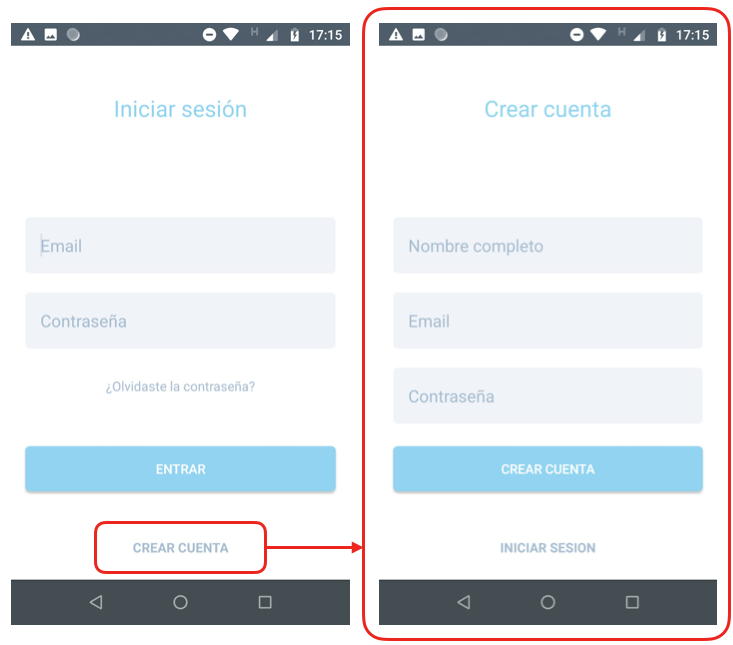 H 17:15
Iniciar sesión
Email
Contraseña
¿Olvidaste la contraseña?
ENTRAR
CREAR CUENTA
H 17:15
Crear cuenta
Nombre completo
Email
Contraseña
CREAR CUENTA
INICIAR SESION